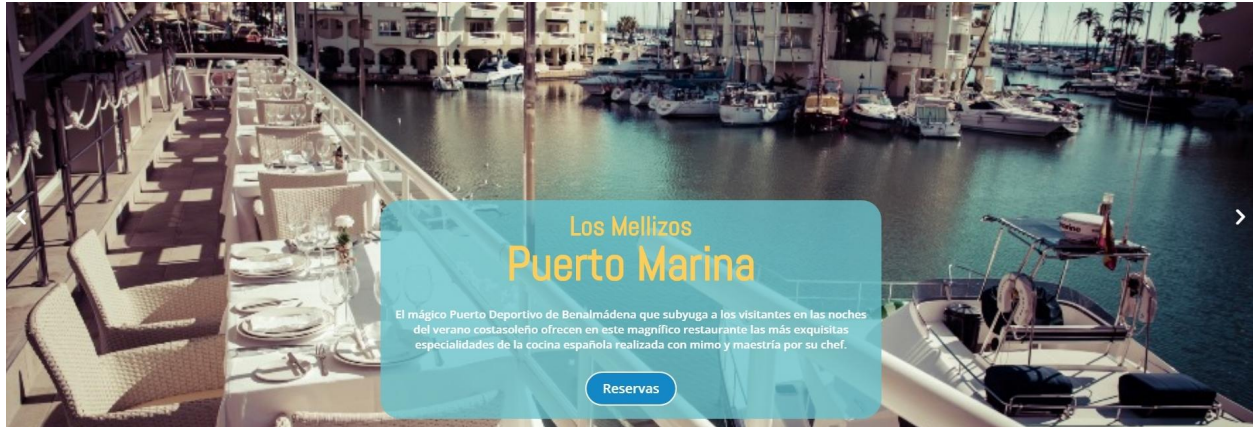 Los Mellizos
Puerto Marina
El mágico Puerto Deportivo de Benalmádena que subyuga a los visitantes en las noches
del verano costasoleño ofrecen en este magnífico restaurante las más exquisitas
especialidades de la cocina española realizada con mimo y maestría por su chef.
Reservas